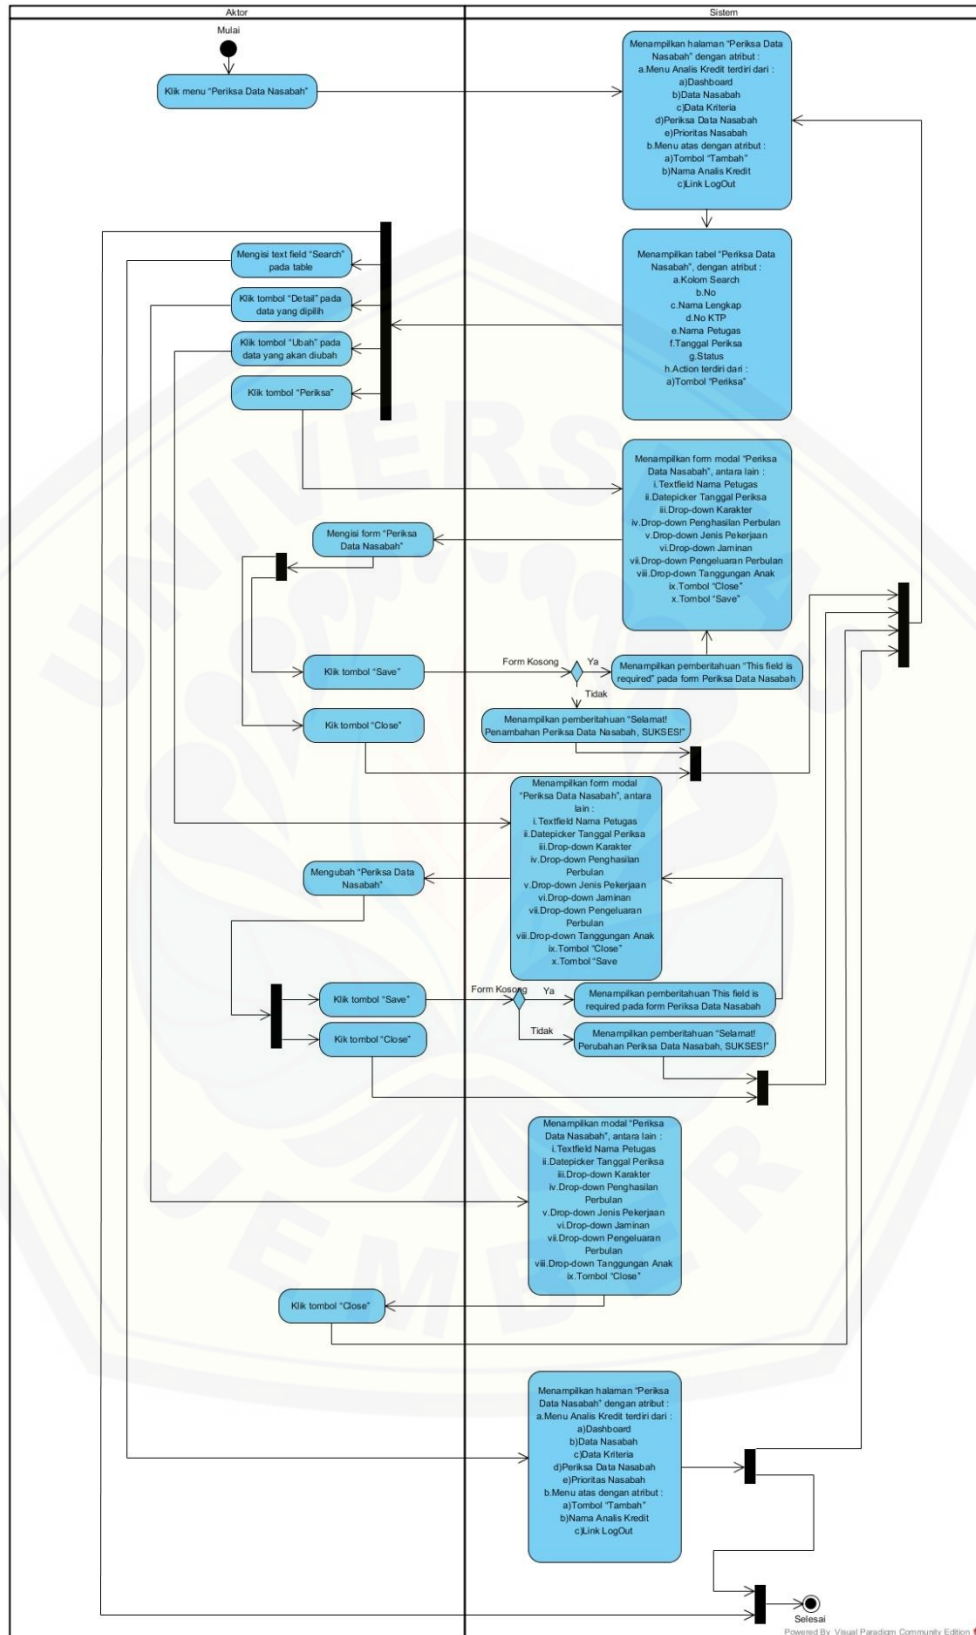 Aktor
Sistem
Mulai
Klik menu “Periksa Data Nasabah”
Menampilkan halaman “Periksa Data
Nasabah” dengan atribut :
a.Menu Analis Kredit terdiri dari :
a)Dashboard
b)Data Nasabah
c)Data Kriteria
d)Periksa Data Nasabah
e)Prioritas Nasabah
b.Menu atas dengan atribut :
a)Tombol “Tambah”
b)Nama Analis Kredit
c)Link LogOut
Mengisi text field “Search”
pada table
Klik tombol “Detail” pada
data yang dipilih
Klik tombol “Ubah” pada
data yang akan diubah
Klik tombol “Periksa”
Menampilkan tabel “Periksa Data
Nasabah”, dengan atribut :
a.Kolom Search
b.No
c.Nama Lengkap
d.No KTP
e.Nama Petugas
f.Tanggal Periksa
g.Status
h.Action terdiri dari :
a)Tombol “Periksa”
Menampilkan form modal “Periksa
Data Nasabah”, antara lain :
i.Textfield Nama Petugas
ii.Datepicker Tanggal Periksa
iii.Drop-down Karakter
iv.Drop-down Penghasilan Perbulan
v.Drop-down Jenis Pekerjaan
vi.Drop-down Jaminan
vii.Drop-down Pengeluaran Perbulan
viii.Drop-down Tanggungan Anak
ix.Tombol “Close”
x.Tombol “Save”
Mengisi form “Periksa
Data Nasabah”
Klik tombol “Save”
Form Kosong
Ya
Menampilkan pemberitahuan “This field is
required” pada form Periksa Data Nasabah
Tidak
Kik tombol “Close”
Menampilkan pemberitahuan “Selamat!
Penambahan Periksa Data Nasabah, SUKSES!”
Menampilkan form modal
“Periksa Data Nasabah”, antara
lain :
i.Textfield Nama Petugas
ii.Datepicker Tanggal Periksa
iii.Drop-down Karakter
iv.Drop-down Penghasilan
Perbulan
v.Drop-down Jenis Pekerjaan
vi.Drop-down Jaminan
vii.Drop-down Pengeluaran
Perbulan
viii.Drop-down Tanggungan Anak
ix.Tombol “Close”
x.Tombol “Save
Mengubah “Periksa Data
Nasabah”
Klik tombol “Save”
Form Kosong
Ya
Menampilkan pemberitahuan This field is
required pada form Periksa Data Nasabah
Tidak
Kik tombol “Close”
Menampilkan pemberitahuan “Selamat!
Perubahan Periksa Data Nasabah, SUKSES!”
Menampilkan modal “Periksa
Data Nasabah”, antara lain :
i.Textfield Nama Petugas
ii.Datepicker Tanggal Periksa
iii.Drop-down Karakter
iv.Drop-down Penghasilan
Perbulan
v.Drop-down Jenis Pekerjaan
vi.Drop-down Jaminan
vii.Drop-down Pengeluaran
Perbulan
viii.Drop-down Tanggungan Anak
ix.Tombol “Close”
Klik tombol “Close”
Menampilkan halaman “Periksa
Data Nasabah” dengan atribut :
a.Menu Analis Kredit terdiri dari :
a)Dashboard
b)Data Nasabah
c)Data Kriteria
d)Periksa Data Nasabah
e)Prioritas Nasabah
b.Menu atas dengan atribut :
a)Tombol “Tambah”
b)Nama Analis Kredit
c)Link LogOut
Selesai
Powered By Visual Paradigm Community Edition
UNIVERSITAS
JEMBER